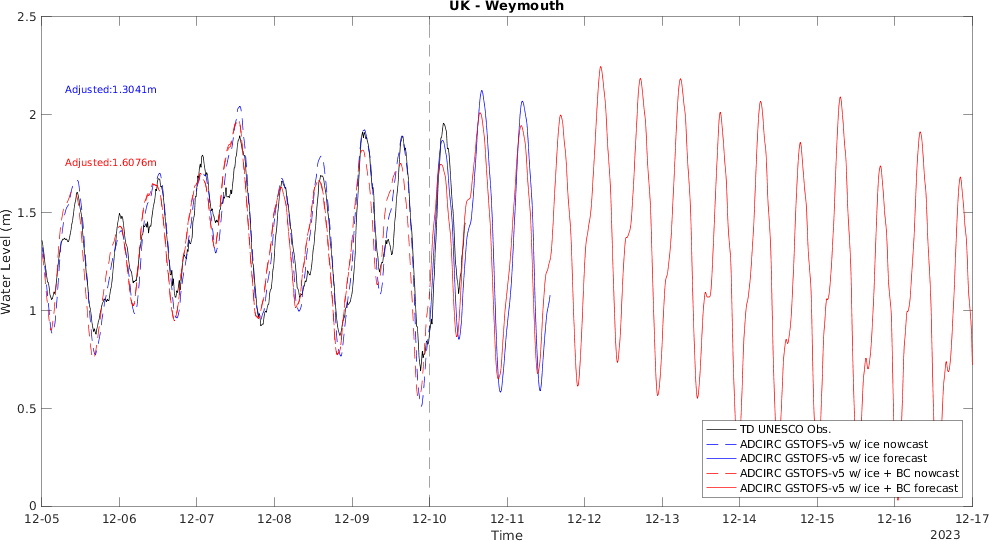 UK - Weymouth
2.5
2
1.5
1
0.5
0
Water Level (m)
Adjusted:1.3041m
Adjusted:1.6076m
TD UNESCO Obs.
ADCIRC GSTOFS-v5 w/ ice nowcast
ADCIRC GSTOFS-v5 w/ ice forecast
ADCIRC GSTOFS-v5 w/ ice + BC nowcast
ADCIRC GSTOFS-v5 w/ ice + BC forecast
12-05 12-06 12-07 12-08 12-09 12-10 12-11 12-12 12-13 12-14 12-15 12-16 12-17
Time
2023